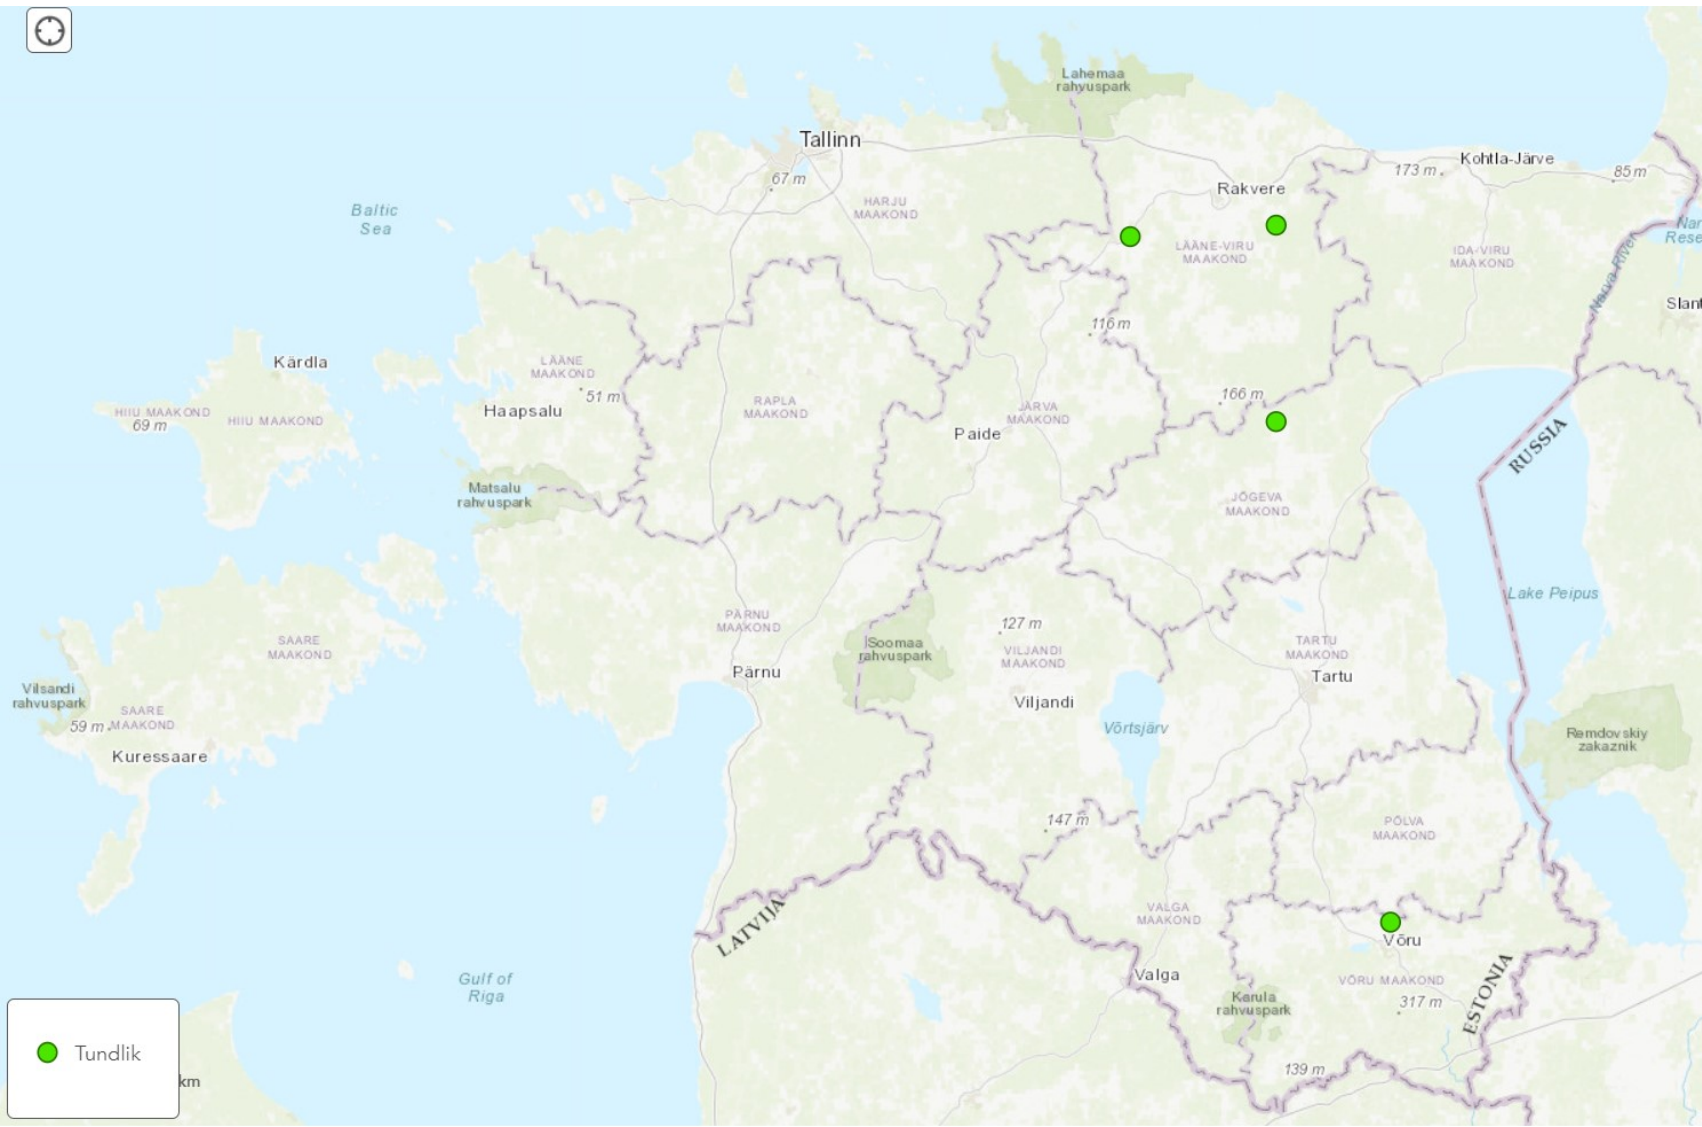 Lahemaa
rahvuspark
Tallinn
Kohtla-Järve
173 m
85 m
67 m
Rakvere
HARJU
MAAKOND
Baltic
Sea
LÄÄNE-VIRU
MAAKOND
IDA-VIRU
MAAKOND
Narva River
116 m
Kärdla
LÄÄNE
MAAKOND
51 m
166 m
HIIU MAAKOND
69 m
HIIU MAAKOND
Haapsalu
RAPLA
MAAKOND
JÄRVA
MAAKOND
Paide
RUSSIA
Matsalu
rahvuspark
JÕGEVA
MAAKOND
Lake Peipus
PÄRNU
MAAKOND
127 m
SAARE
MAAKOND
Soomaa
rahvuspark
VILJANDI
MAAKOND
TARTU
MAAKOND
Pärnu
Tartu
Vilsandi
rahvuspark
Viljandi
SAARE
MAAKOND
59 m
Võrtsjärv
Remdovskiy
zakaznik
Kuressaare
147 m
PÕLVA
MAAKOND
LATVIJA
VALGA
MAAKOND
Võru
Valga
VÕRU MAAKOND
ESTONIA
Gulf of
Riga
Karula
rahvuspark
317 m
139 m
Tundlik
km